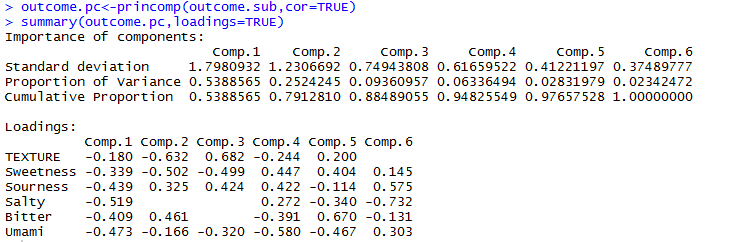 > outcome.pc<-princomp(outcome.sub,cor=TRUE)
> summary(outcome.pc,loadings=TRUE)
Importance of components:
                          Comp.1    Comp.2     Comp.3     Comp.4     Comp.5     Comp.6
Standard deviation     1.7980932 1.2306692 0.74943808 0.61659522 0.41221197 0.37489777
Proportion of Variance 0.5388565 0.2524245 0.09360957 0.06336494 0.02831979 0.02342472
Cumulative Proportion  0.5388565 0.7912810 0.88489055 0.94825549 0.97657528 1.00000000
Loadings:
          Comp.1 Comp.2 Comp.3 Comp.4 Comp.5 Comp.6
TEXTURE   -0.180 -0.632  0.682 -0.244  0.200
Sweetness -0.339 -0.502 -0.499  0.447  0.404  0.145
Sourness  -0.439  0.325  0.424  0.422 -0.114  0.575
Salty     -0.519                0.272 -0.340 -0.732
Bitter    -0.409  0.461        -0.391  0.670 -0.131
Umami     -0.473 -0.166 -0.320 -0.580 -0.467  0.303